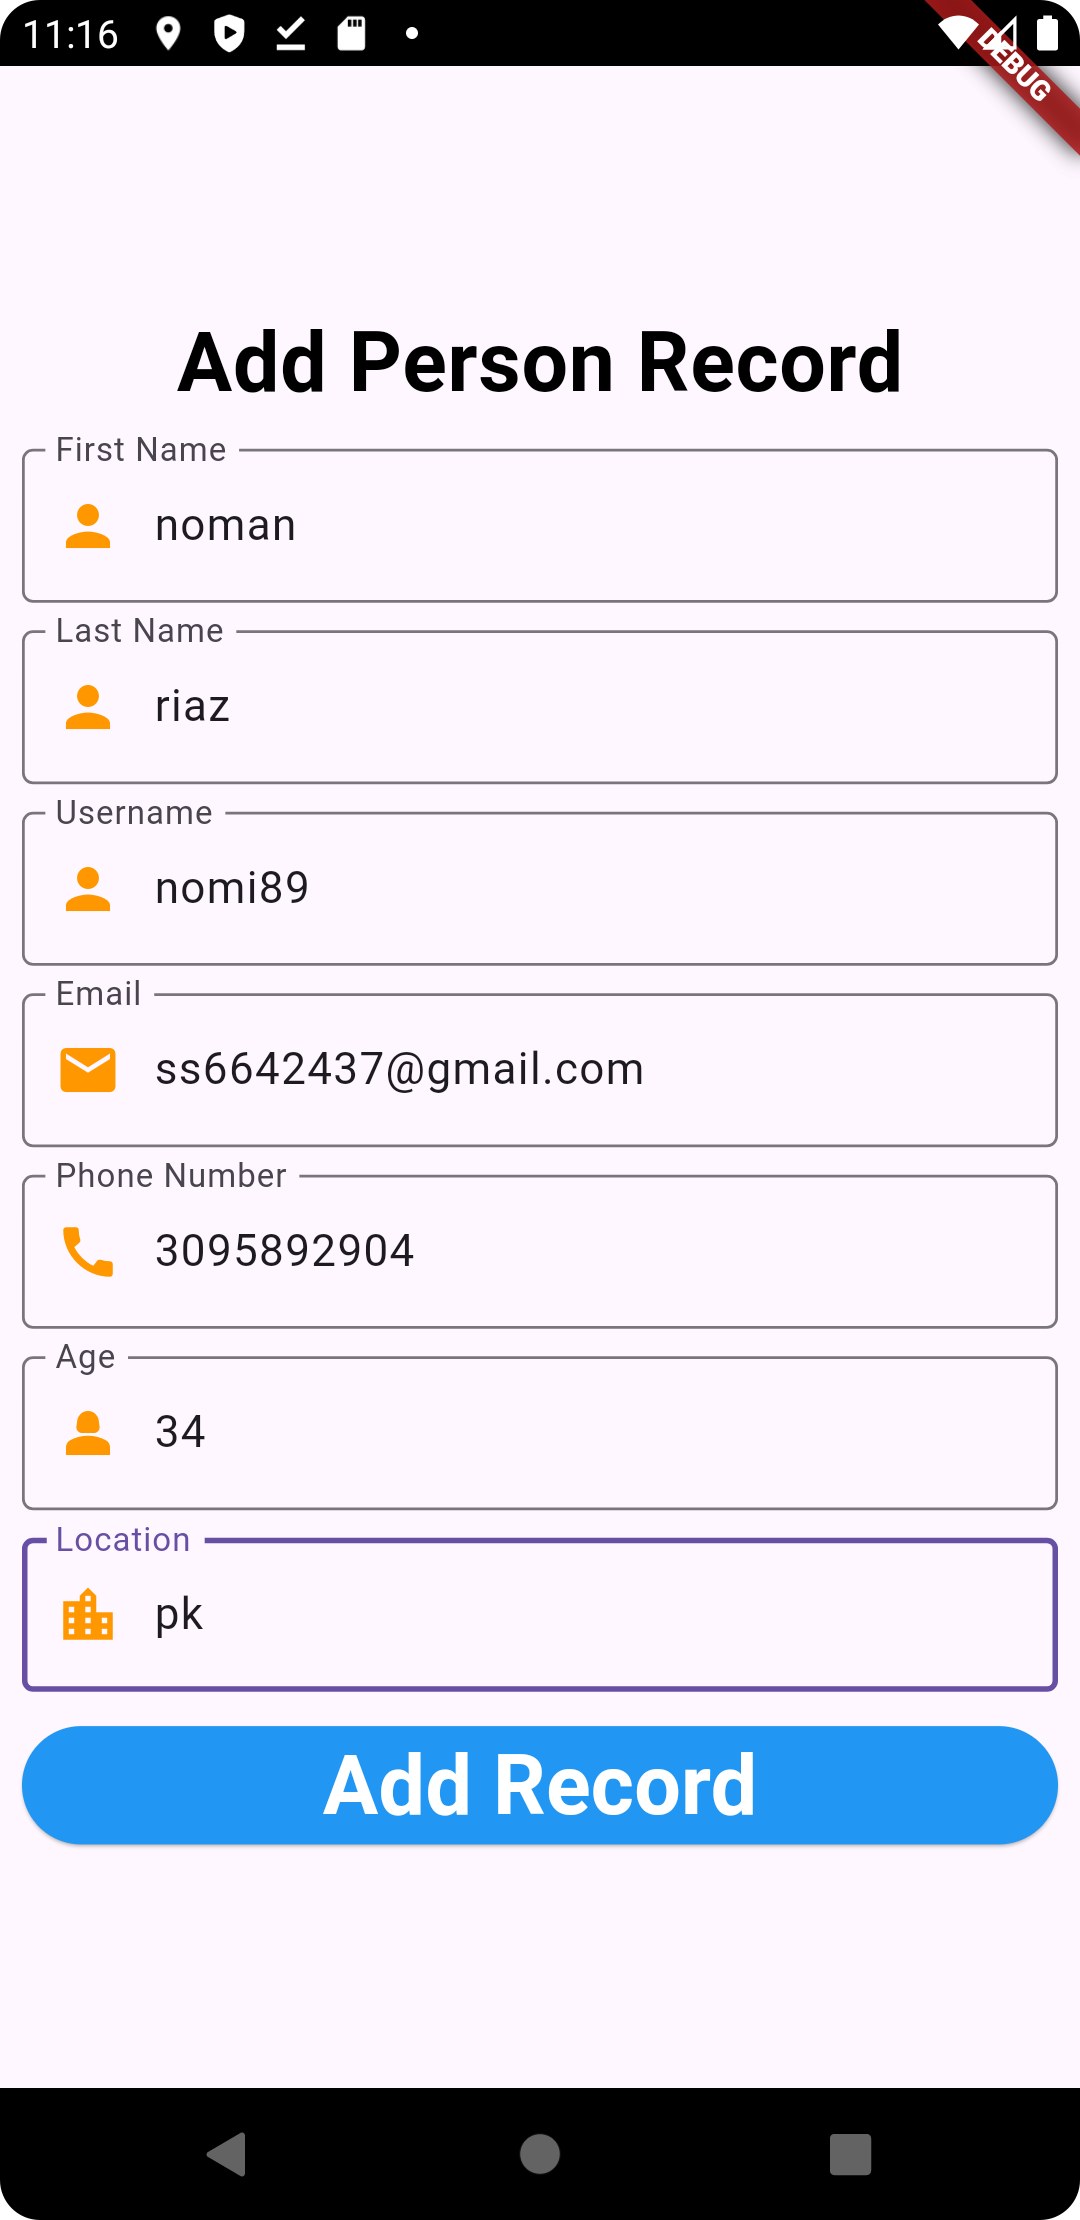 11:16
DEBUG
Add Person Record
First Name
noman
Last Name
riaz
Username
nomi89
Email
ss6642437@gmail.com
Phone Number
3095892904
Age
34
Location
pk
Add Record